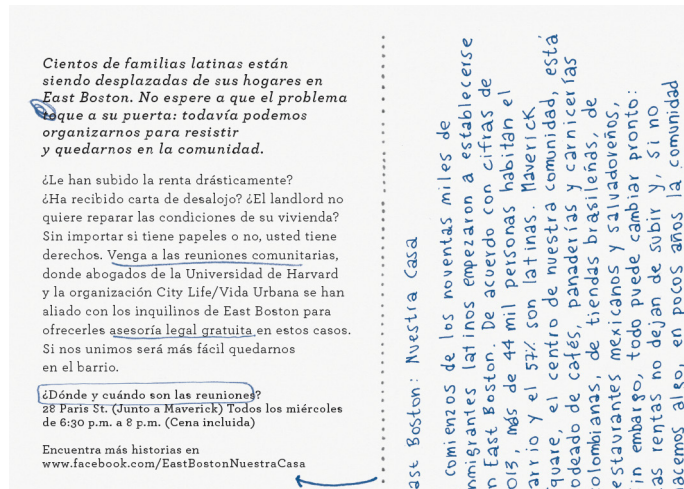 Cientos de familias latinas están
siendo desplazadas de sus hogares en
East Boston. No espere a que el problema
toque a su puerta: todavía podemos
organizarnos para resistir
y quedarnos en la comunidad.
¿Le han subido la renta drásticamente?
¿Ha recibido carta de desalojo? ¿El landlord no
quiere reparar las condiciones de su vivienda?
Sin importar si tiene papeles o no, usted tiene
derechos. Venga a las reuniones comunitarias,
donde abogados de la Universidad de Harvard
y la organización City Life/Vida Urbana se han
aliado con los inquilinos de East Boston para
ofrecerles asesoría legal gratuita en estos casos.
Si nos unimos será más fácil quedarnos
en el barrio.
¿Dónde y cuándo son las reuniones?
28 Paris St. (Junto a Maverick) Todos los miércoles
de 6:30 p.m. a 8 p.m. (Cena incluida)
Encuentra más historias en
www.facebook.com/EastBostonNuestraCasa
ast Boston: Nuestra Casa
comienzos de los noventas miles de
nmigrantes latinos empezaron a establecerse
n East Boston. De acuerdo con cifras de
013, más de 44 mil personas habitan el
arrio y el 57% son latinas. Maverick
quare, el centro de nuestra comunidad, está
odeado de cafés, panaderías y carnicerías
olombianas, de tiendas brasileñas, de
estaurantes mexicanos y salvadoreños,
in embargo, todo puede cambiar pronto:
as rentas no dejan de subir y, si no
acemos algo, en pocos años la comunidad